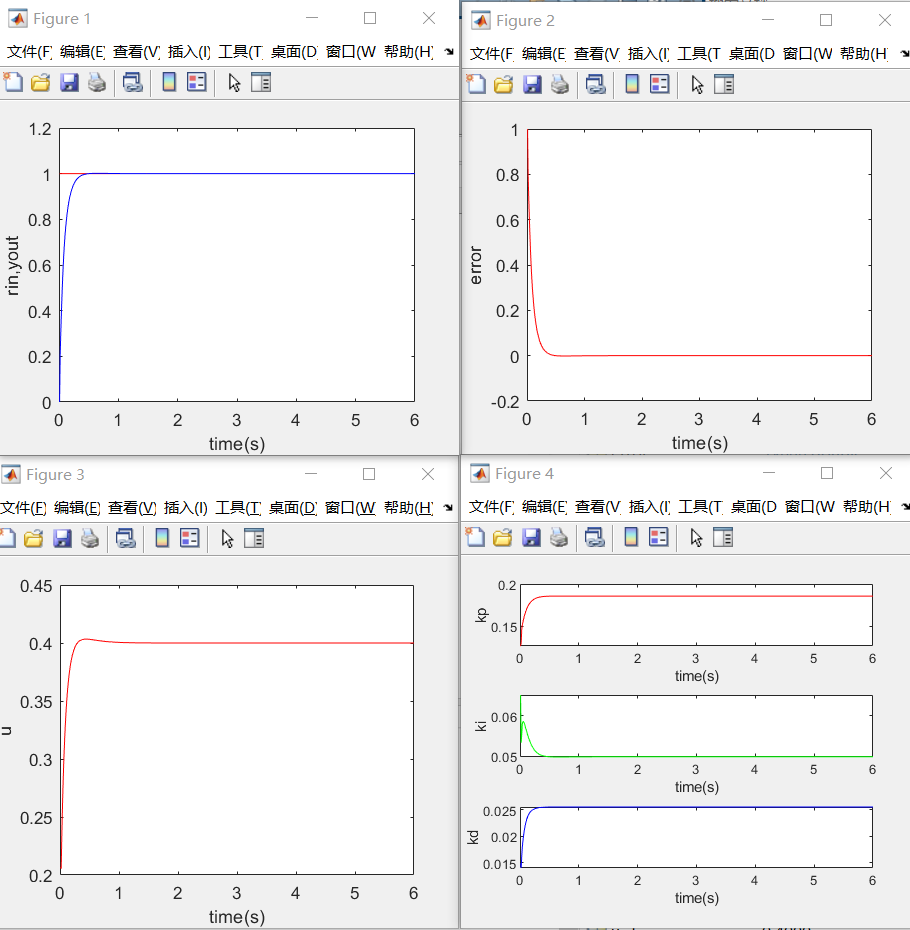 Figure 1
文件(F 编辑(E 查看(V 插入(I) 工具(T 桌面(D 窗口(W 帮助(H)
1.2
1
0.8
0.6
0.4
0.2
0
rin,yout
0 1 2 3 4 5 6
time(s)
Figure 2
文件(F 编辑(E 查看(V 插入(I 工具(T 桌面(D 窗口(W 帮助(H)
1
0.8
0.6
0.4
0.2
0
-0.2
error
0 1 2 3 4 5 6
time(s)
Figure 3
文件(F) 编辑(E) 查看(V) 插入(I) 工具(T) 桌面(D) 窗口(W 帮助(H)
0.45
0.4
0.35
0.3
0.25
0.2
u
0 1 2 3 4 5 6
time(s)
Figure 4
文件(F 编辑(E 查看(V 插入(I 工具(T 桌面(D 窗口(W 帮助(H)
0.2
0.15
kp
0 1 2 3 4 5 6
time(s)
0.06
0.05
ki
0 1 2 3 4 5 6
time(s)
0.025
0.02
0.015
kd
0 1 2 3 4 5 6
time(s)